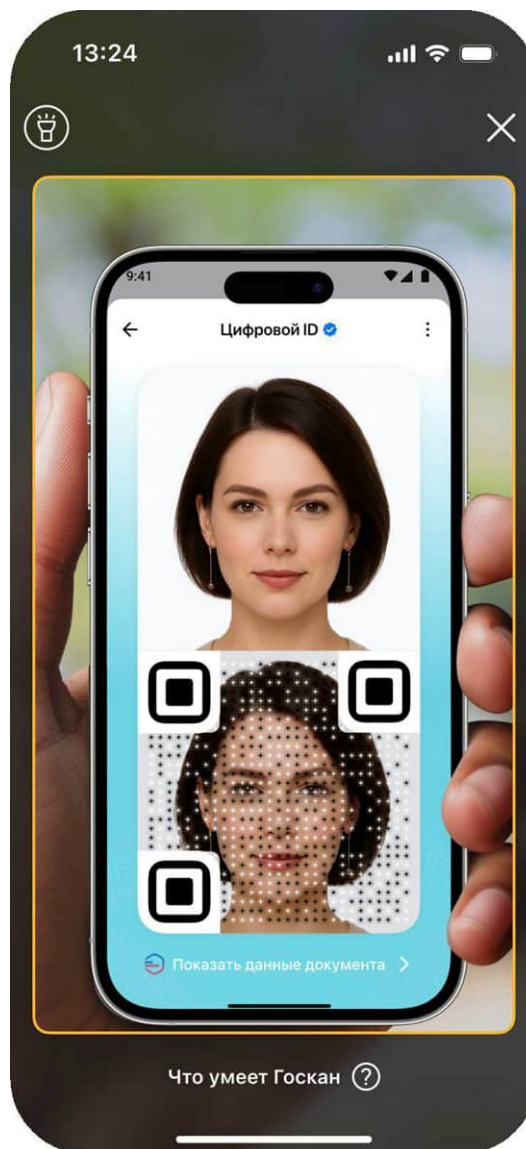 13:24
9:41
Цифровой ID
Показать данные документа
Что умеет Госкан